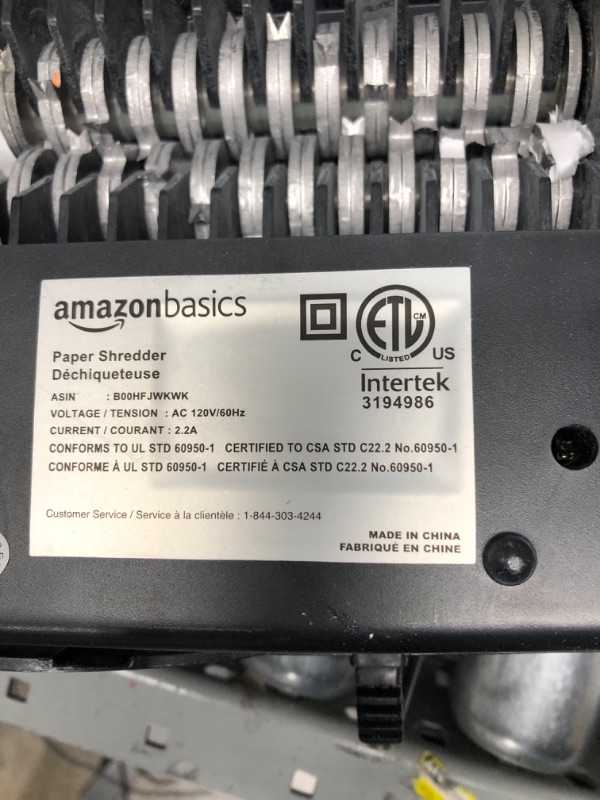 amazonbasics
Paper Shredder
Déchiqueteuse
ASIN : B00HFJWKWK
VOLTAGE / TENSION : AC 120V/60Hz
CURRENT / COURANT : 2.2A
CONFORMS TO UL STD 60950-1 CERTIFIED TO CSA STD C22.2 No.60950-1
CONFORME À UL STD 60950-1 CERTIFIÉ À CSA STD C22.2 No.60950-1
Customer Service / Service à la clientèle : 1-844-303-4244
ETL CM
LISTED
C US
Intertek
3194986
MADE IN CHINA
FABRIQUÉ EN CHINE